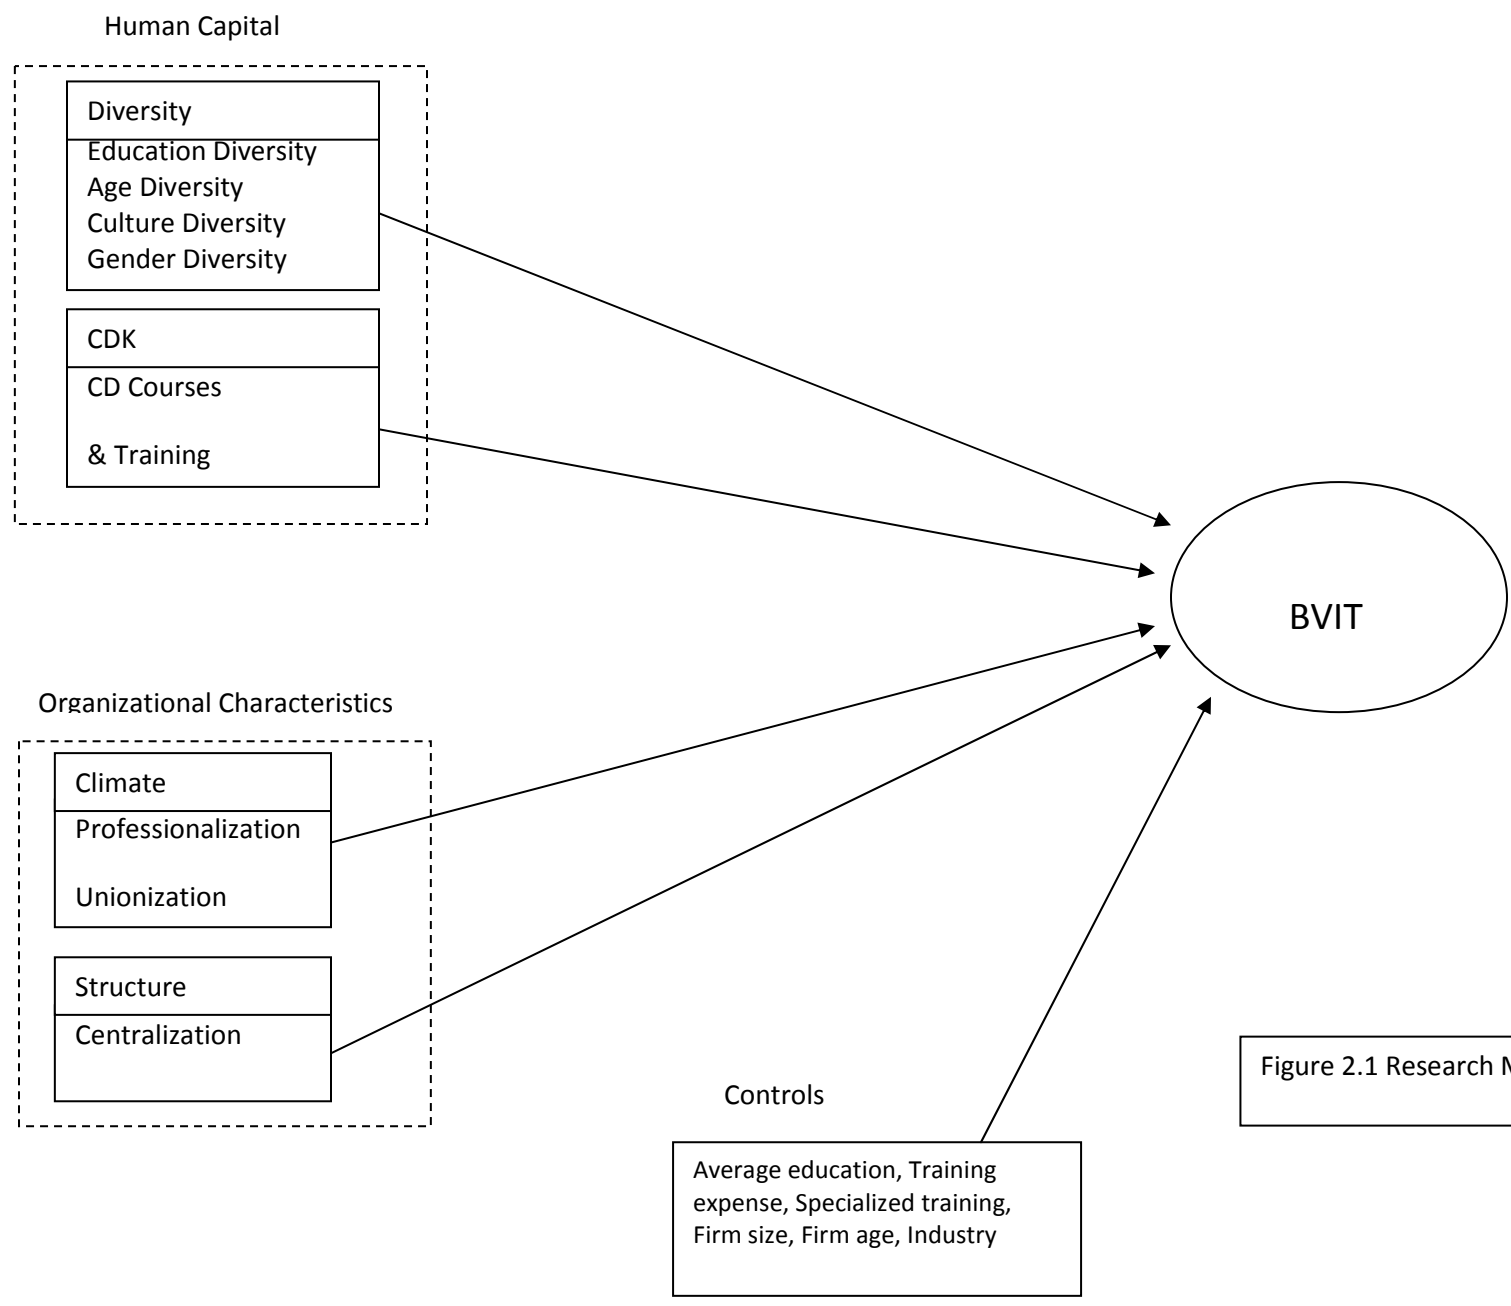 Human Capital
Diversity
Education Diversity
Age Diversity
Culture Diversity
Gender Diversity
CDK
CD Courses
& Training
BVIT
Organizational Characteristics
Climate
Professionalization
Unionization
Structure
Centralization
Controls
Average education, Training
expense, Specialized training,
Firm size, Firm age, Industry
Figure 2.1 Research